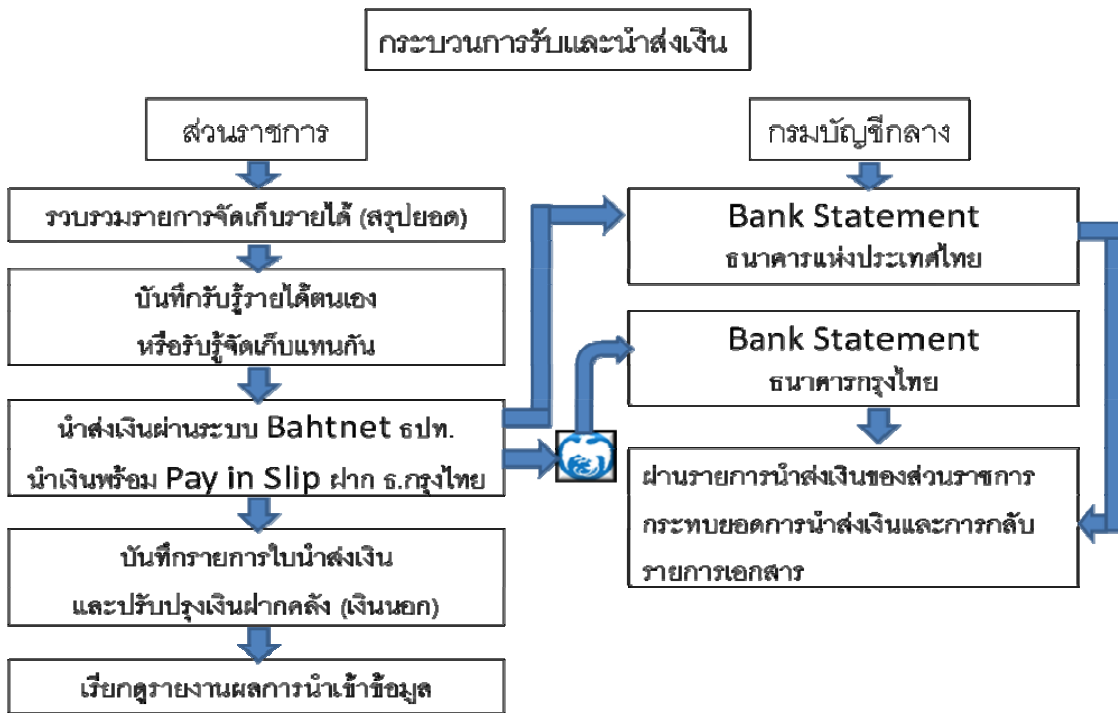 กระบวนการรับและนำส่งเงิน
ส่วนราชการ
รวบรวมรายการจัดเก็บรายได้ (สรุปยอด)
บันทึกรับรู้รายได้ตนเอง
หรือรับรู้จัดเก็บแทนกัน
นำส่งเงินผ่านระบบ Bahtnet ธปท.
นำเงินพร้อม Pay in Slip ฝาก ธ.กรุงไทย
บันทึกรายการใบนำส่งเงิน
และปรับปรุงเงินฝากคลัง (เงินนอก)
เรียกดูรายงานผลการนำเข้าข้อมูล
กรมบัญชีกลาง
Bank Statement
ธนาคารแห่งประเทศไทย
Bank Statement
ธนาคารกรุงไทย
ผ่านรายการนำส่งเงินของส่วนราชการ
กระทบยอดการนำส่งเงินและการกลับ
รายการเอกสาร